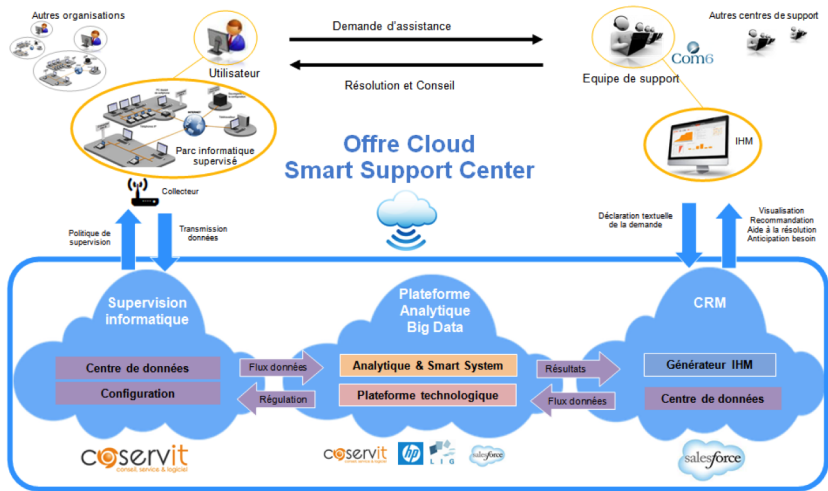 Autres organisations
Utilisateur
Demande d'assistance
Résolution et Conseil
Autres centres de support
Com6
Equipe de support
INTERNET
Parc informatique
supervisé
Offre Cloud
Smart Support Center
IHM
Collecteur
Politique de
supervision
Transmission
données
Déclaration textuelle
de la demande
Visualisation
Recommandation
Aide à la résolution
Anticipation besoin
Supervision
informatique
Centre de données
Configuration
Flux données
Régulation
Plateforme
Analytique
Big Data
Analytique & Smart System
Plateforme technologique
Résultats
Flux données
CRM
Générateur IHM
Centre de données
coservit
conseil, service & logiciel
coservit
conseil, service & logiciel
hp
LIG
salesforce
salesforce